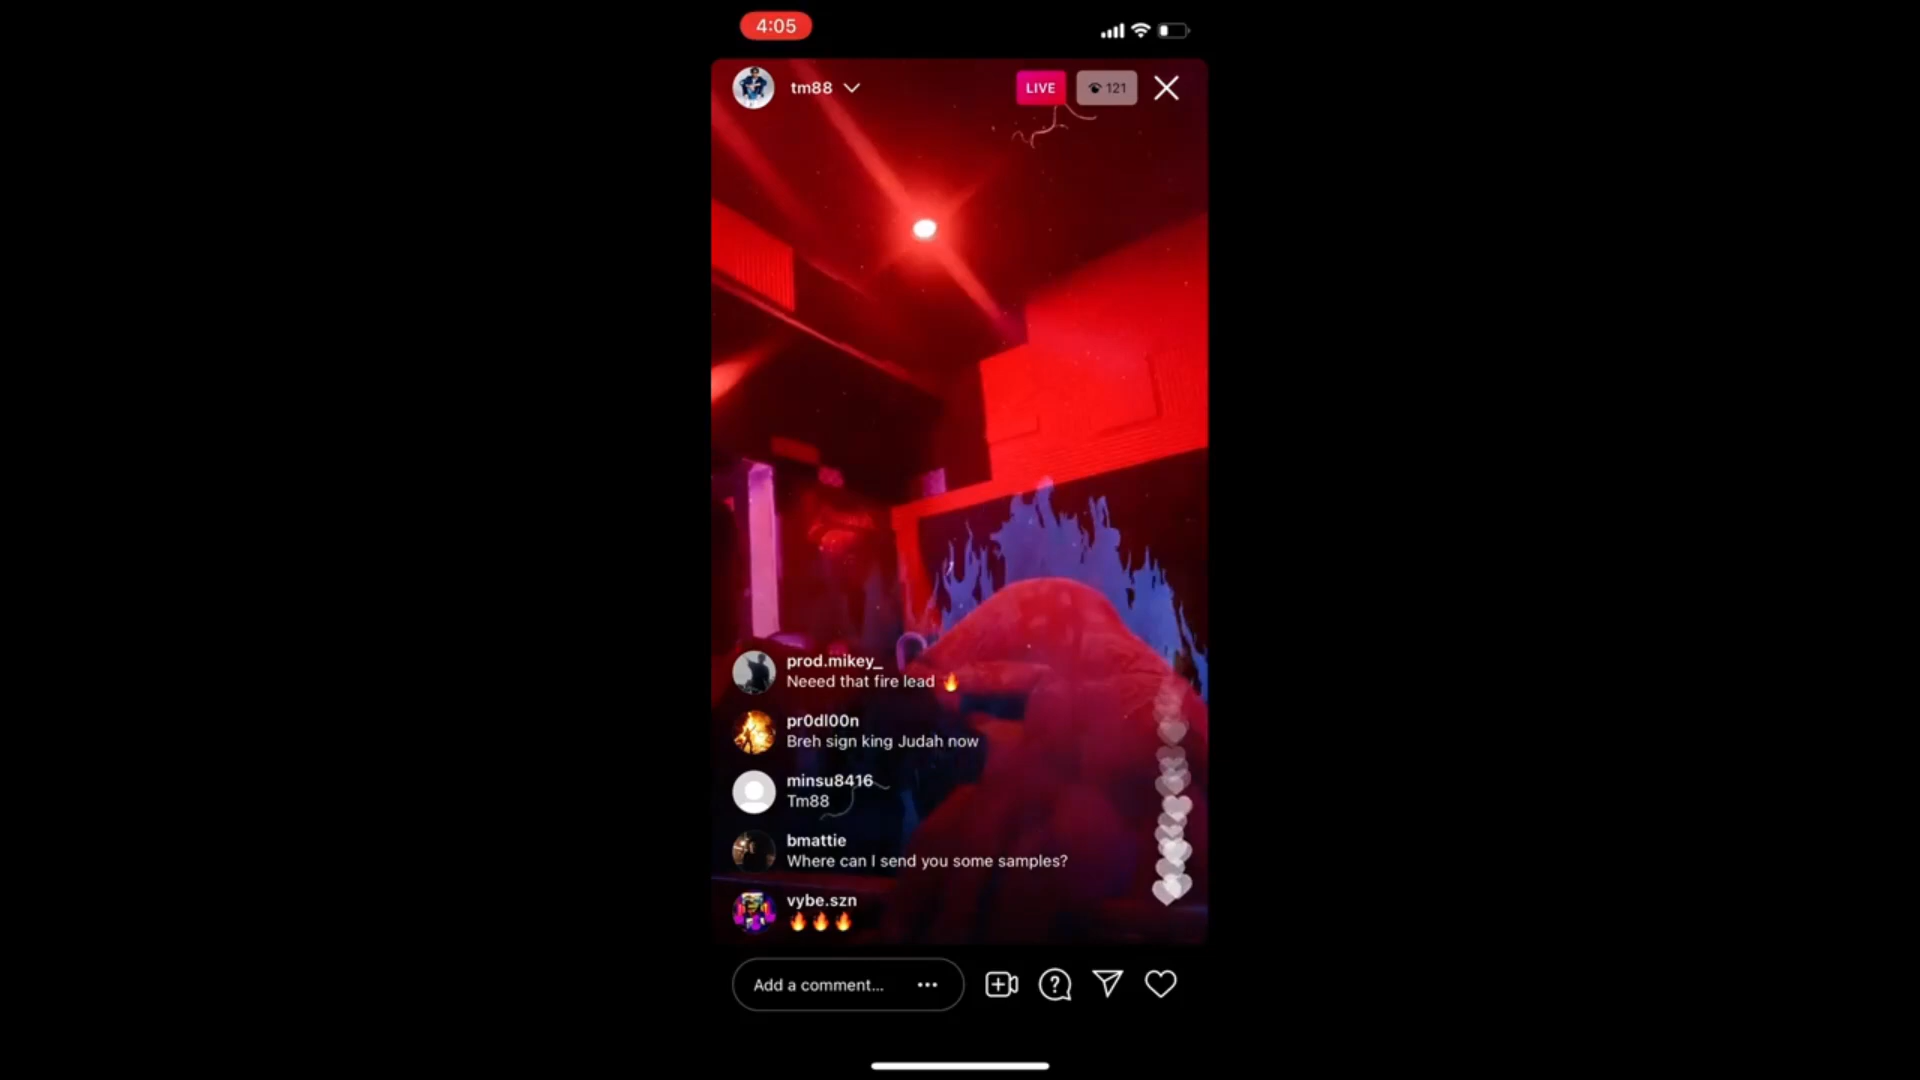 4:05
tm88
LIVE
121
prod.mikey_
Neeed that fire lead 🔥
pr0dl00n
Breh sign king Judah now
minsu8416
Tm88
bmattie
Where can I send you some samples?
vybe.szn
🔥🔥🔥
Add a comment...